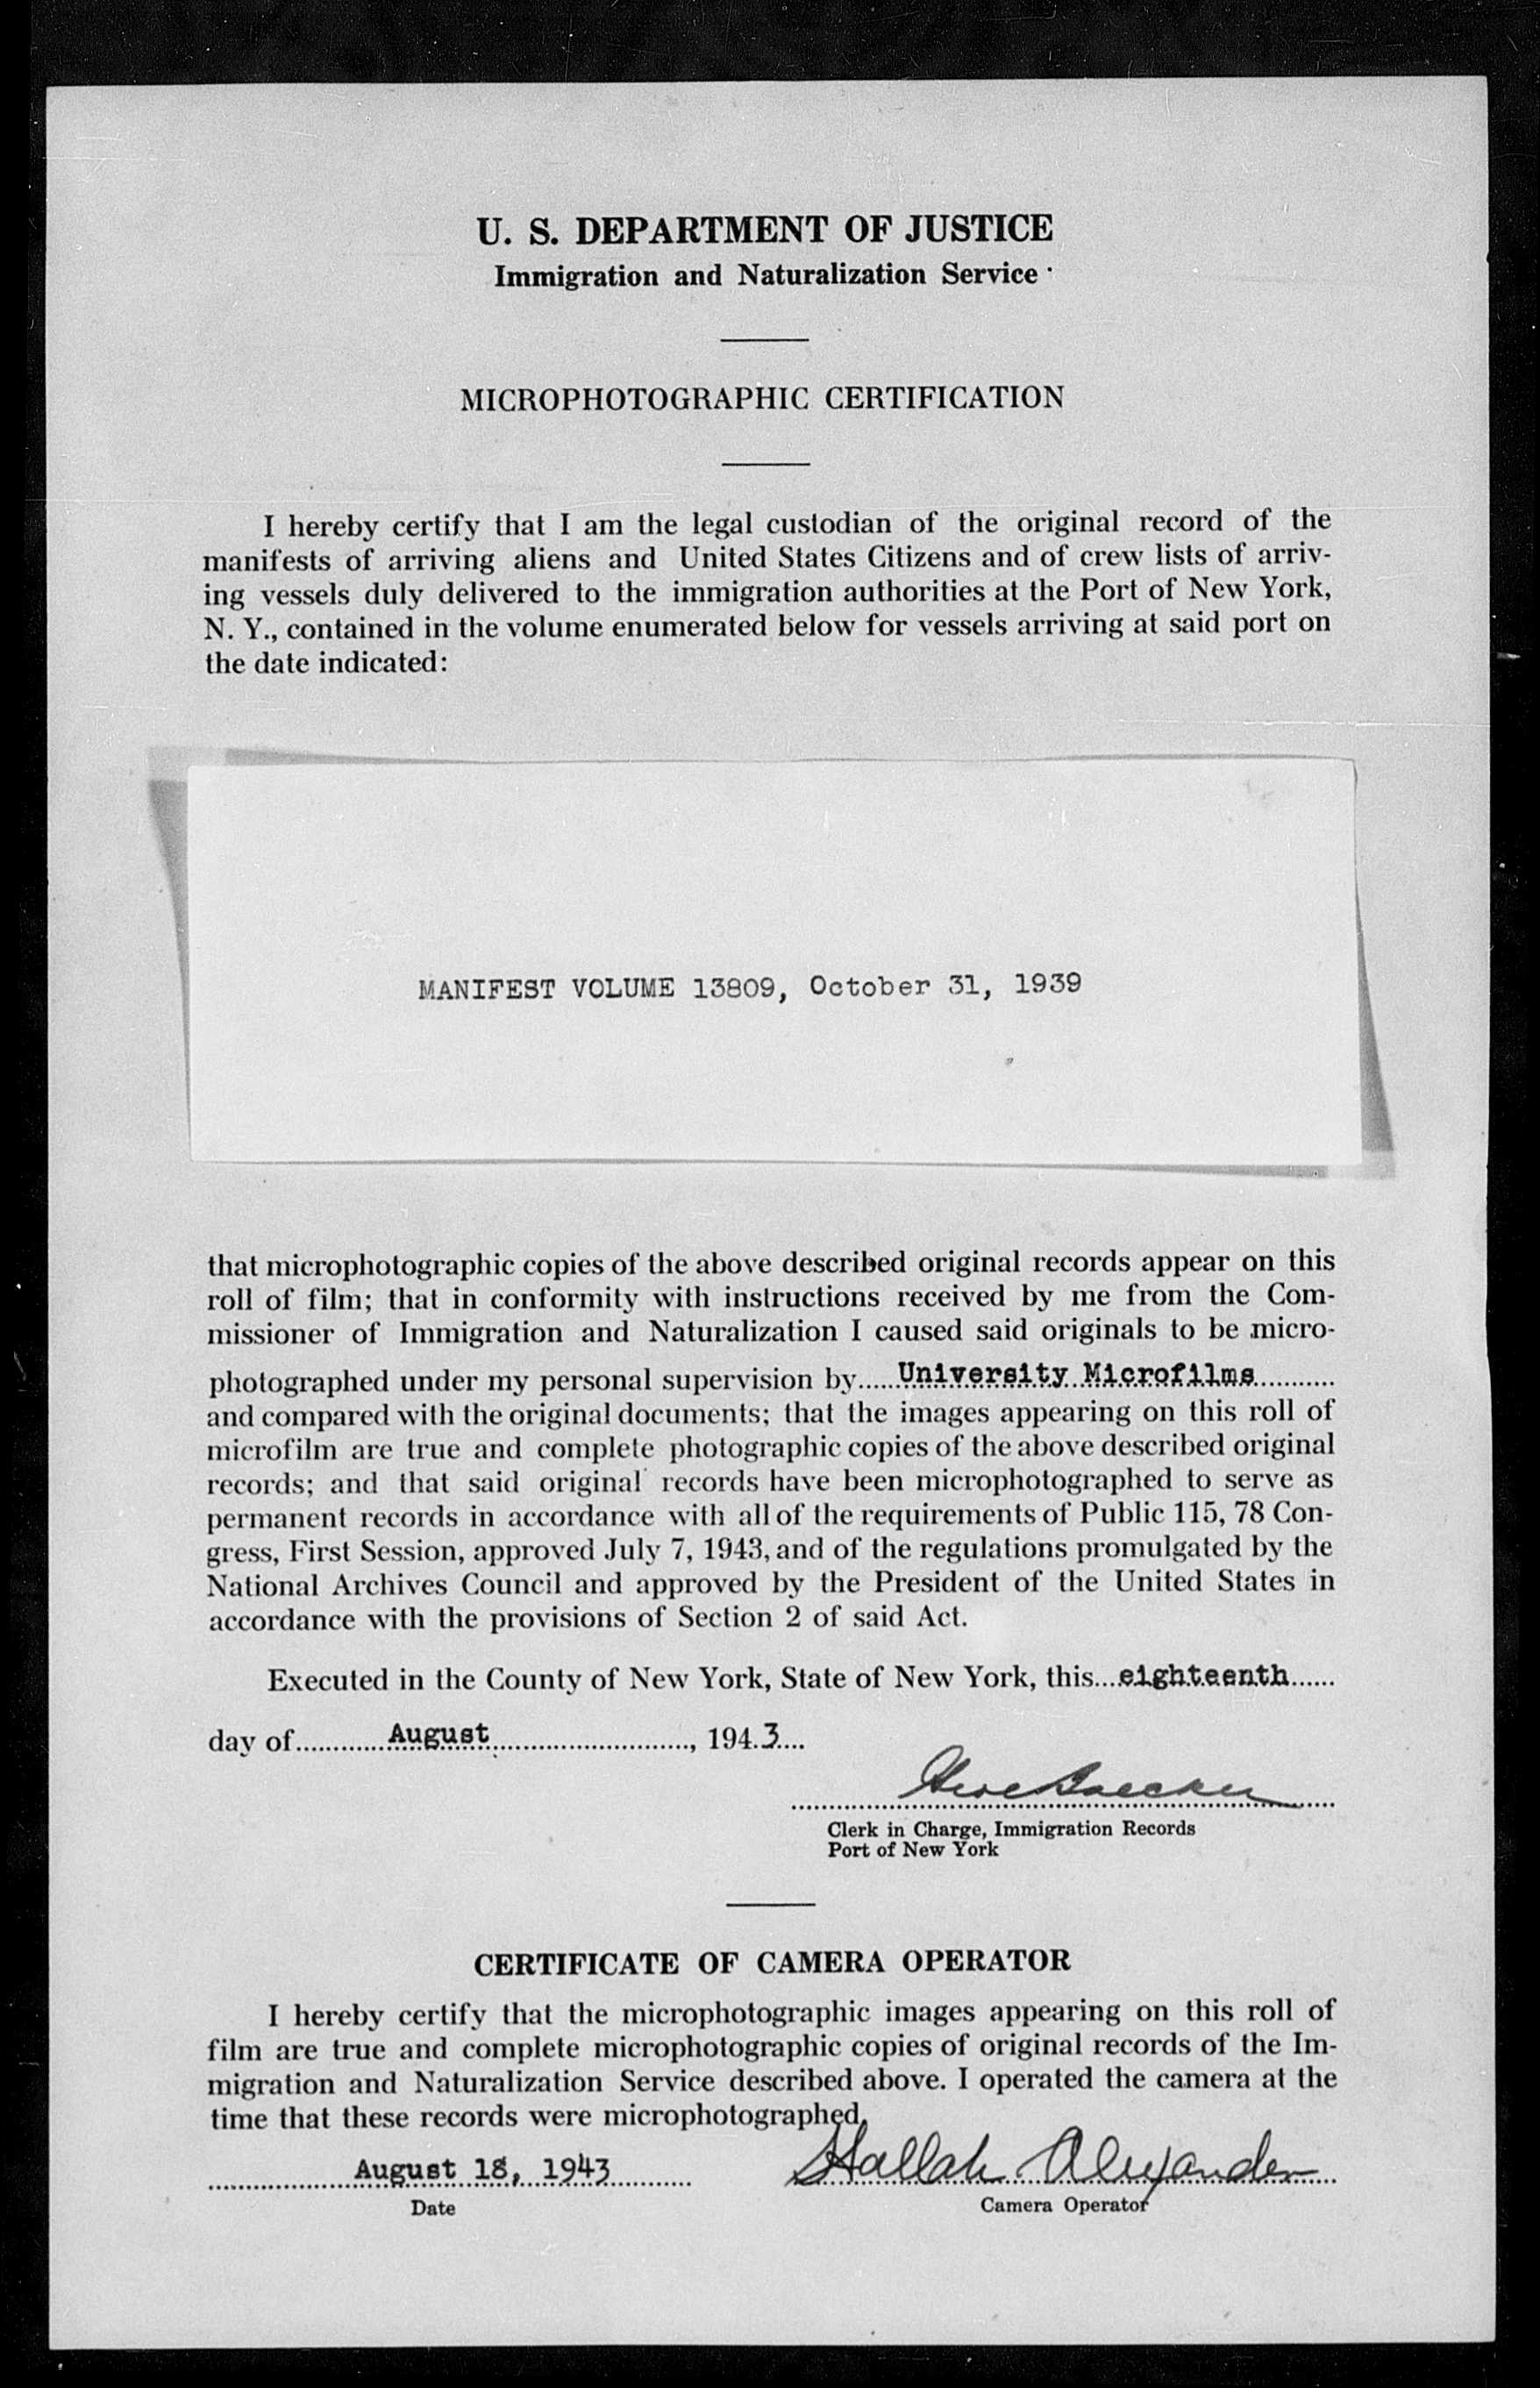 U. S. DEPARTMENT OF JUSTICE
Immigration and Naturalization Service
MICROPHOTOGRAPHIC CERTIFICATION
I hereby certify that I am the legal custodian of the original record of the
manifests of arriving aliens and United States Citizens and of crew lists of arriv-
ing vessels duly delivered to the immigration authorities at the Port of New York,
N. Y., contained in the volume enumerated below for vessels arriving at said port on
the date indicated:
MANIFEST VOLUME 13809, October 31, 1939
that microphotographic copies of the above described original records appear on this
roll of film; that in conformity with instructions received by me from the Com-
missioner of Immigration and Naturalization I caused said originals to be micro-
photographed under my personal supervision by......University Microfilms...........
and compared with the original documents; that the images appearing on this roll of
microfilm are true and complete photographic copies of the above described original
records; and that said original records have been microphotographed to serve as
permanent records in accordance with all of the requirements of Public 115, 78 Con-
gress, First Session, approved July 7, 1943, and of the regulations promulgated by the
National Archives Council and approved by the President of the United States in
accordance with the provisions of Section 2 of said Act.
Executed in the County of New York, State of New York, this...eighteenth......
day of............August............................, 194.3....
Clerk in Charge, Immigration Records
Port of New York
CERTIFICATE OF CAMERA OPERATOR
I hereby certify that the microphotographic images appearing on this roll of
film are true and complete microphotographic copies of original records of the Im-
migration and Naturalization Service described above. I operated the camera at the
time that these records were microphotographed.
August 18, 1943 Alexander
Date Camera Operator